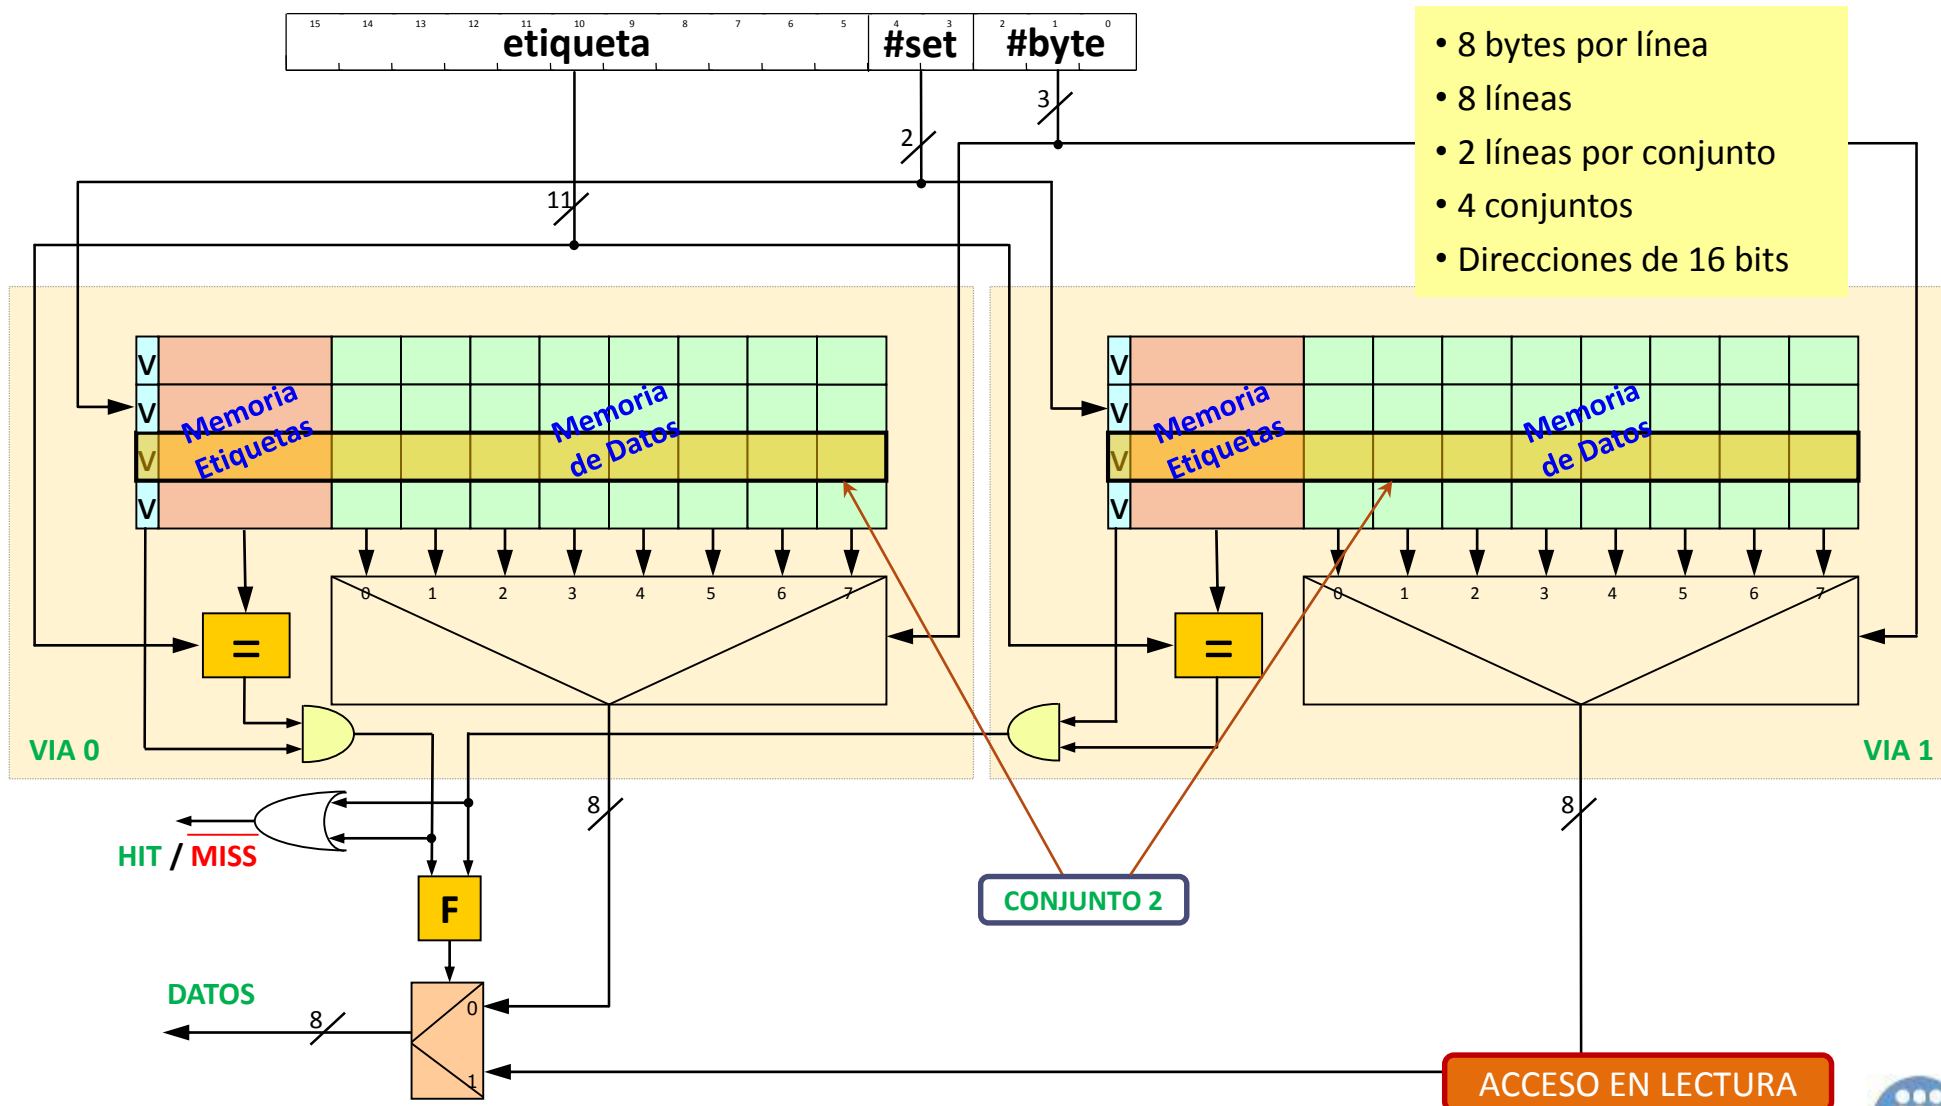 15 14 13 12 11 10 9 8 7 6 5 4 3 2 1 0
etiqueta #set #byte
• 8 bytes por línea
• 8 líneas
• 2 líneas por conjunto
• 4 conjuntos
• Direcciones de 16 bits
3
2
11
V
V
V
V
Memoria
Etiquetas
Memoria
de Datos
V
V
V
V
Memoria
Etiquetas
Memoria
de Datos
0 1 2 3 4 5 6 7
0 1 2 3 4 5 6 7
=
=
VIA 0
VIA 1
8
8
HIT / MISS
F
CONJUNTO 2
DATOS
8
0
1
ACCESO EN LECTURA